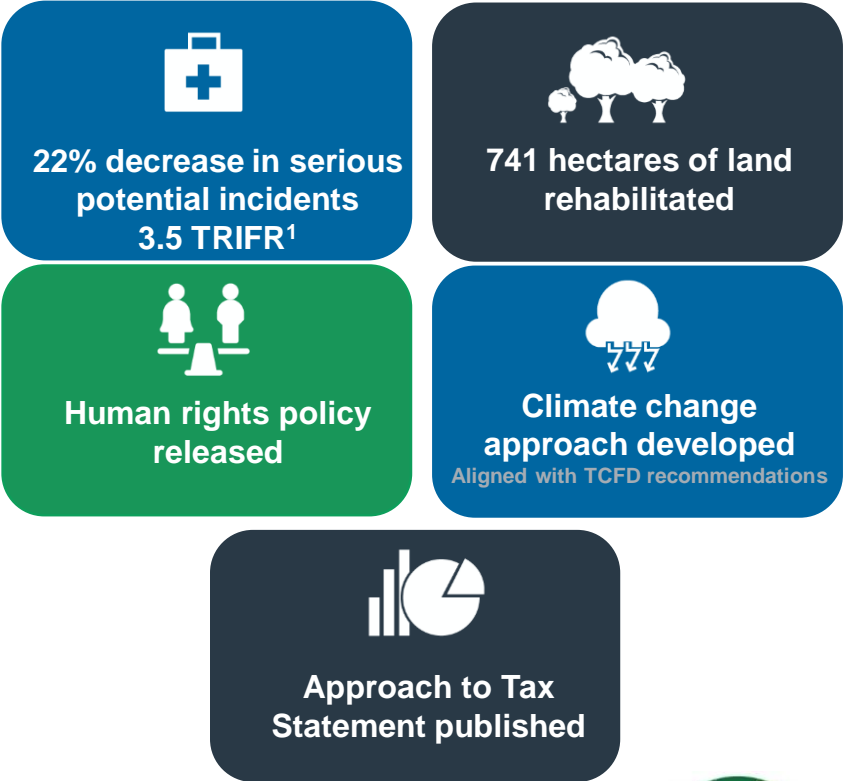 22% decrease in serious
potential incidents
3.5 TRIFR¹
741 hectares of land
rehabilitated
Human rights policy
released
Climate change
approach developed
Aligned with TCFD recommendations
Approach to Tax
Statement published